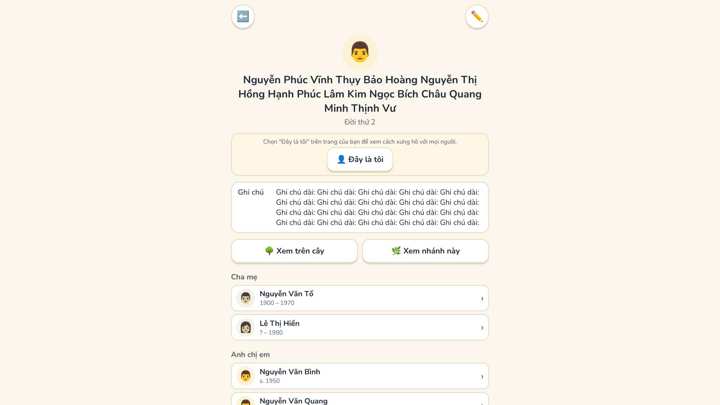 Nguyễn Phúc Vĩnh Thụy Bảo Hoàng Nguyễn Thị
Hồng Hạnh Phúc Lâm Kim Ngọc Bích Châu Quang
Minh Thịnh Vư
Đời thứ 2
Chọn "Đây là tôi" trên trang của bạn để xem cách xưng hô với mọi người.
Đây là tôi
Ghi chú
Ghi chú dài: Ghi chú dài: Ghi chú dài: Ghi chú dài: Ghi chú dài:
Ghi chú dài: Ghi chú dài: Ghi chú dài: Ghi chú dài: Ghi chú dài:
Ghi chú dài: Ghi chú dài: Ghi chú dài: Ghi chú dài: Ghi chú dài:
Ghi chú dài: Ghi chú dài: Ghi chú dài: Ghi chú dài: Ghi chú dài:
Xem trên cây
Xem nhánh này
Cha mẹ
Nguyễn Văn Tổ
1900 – 1970
Lê Thị Hiền
? – 1980
Anh chị em
Nguyễn Văn Bình
s. 1950
Nguyễn Văn Quang